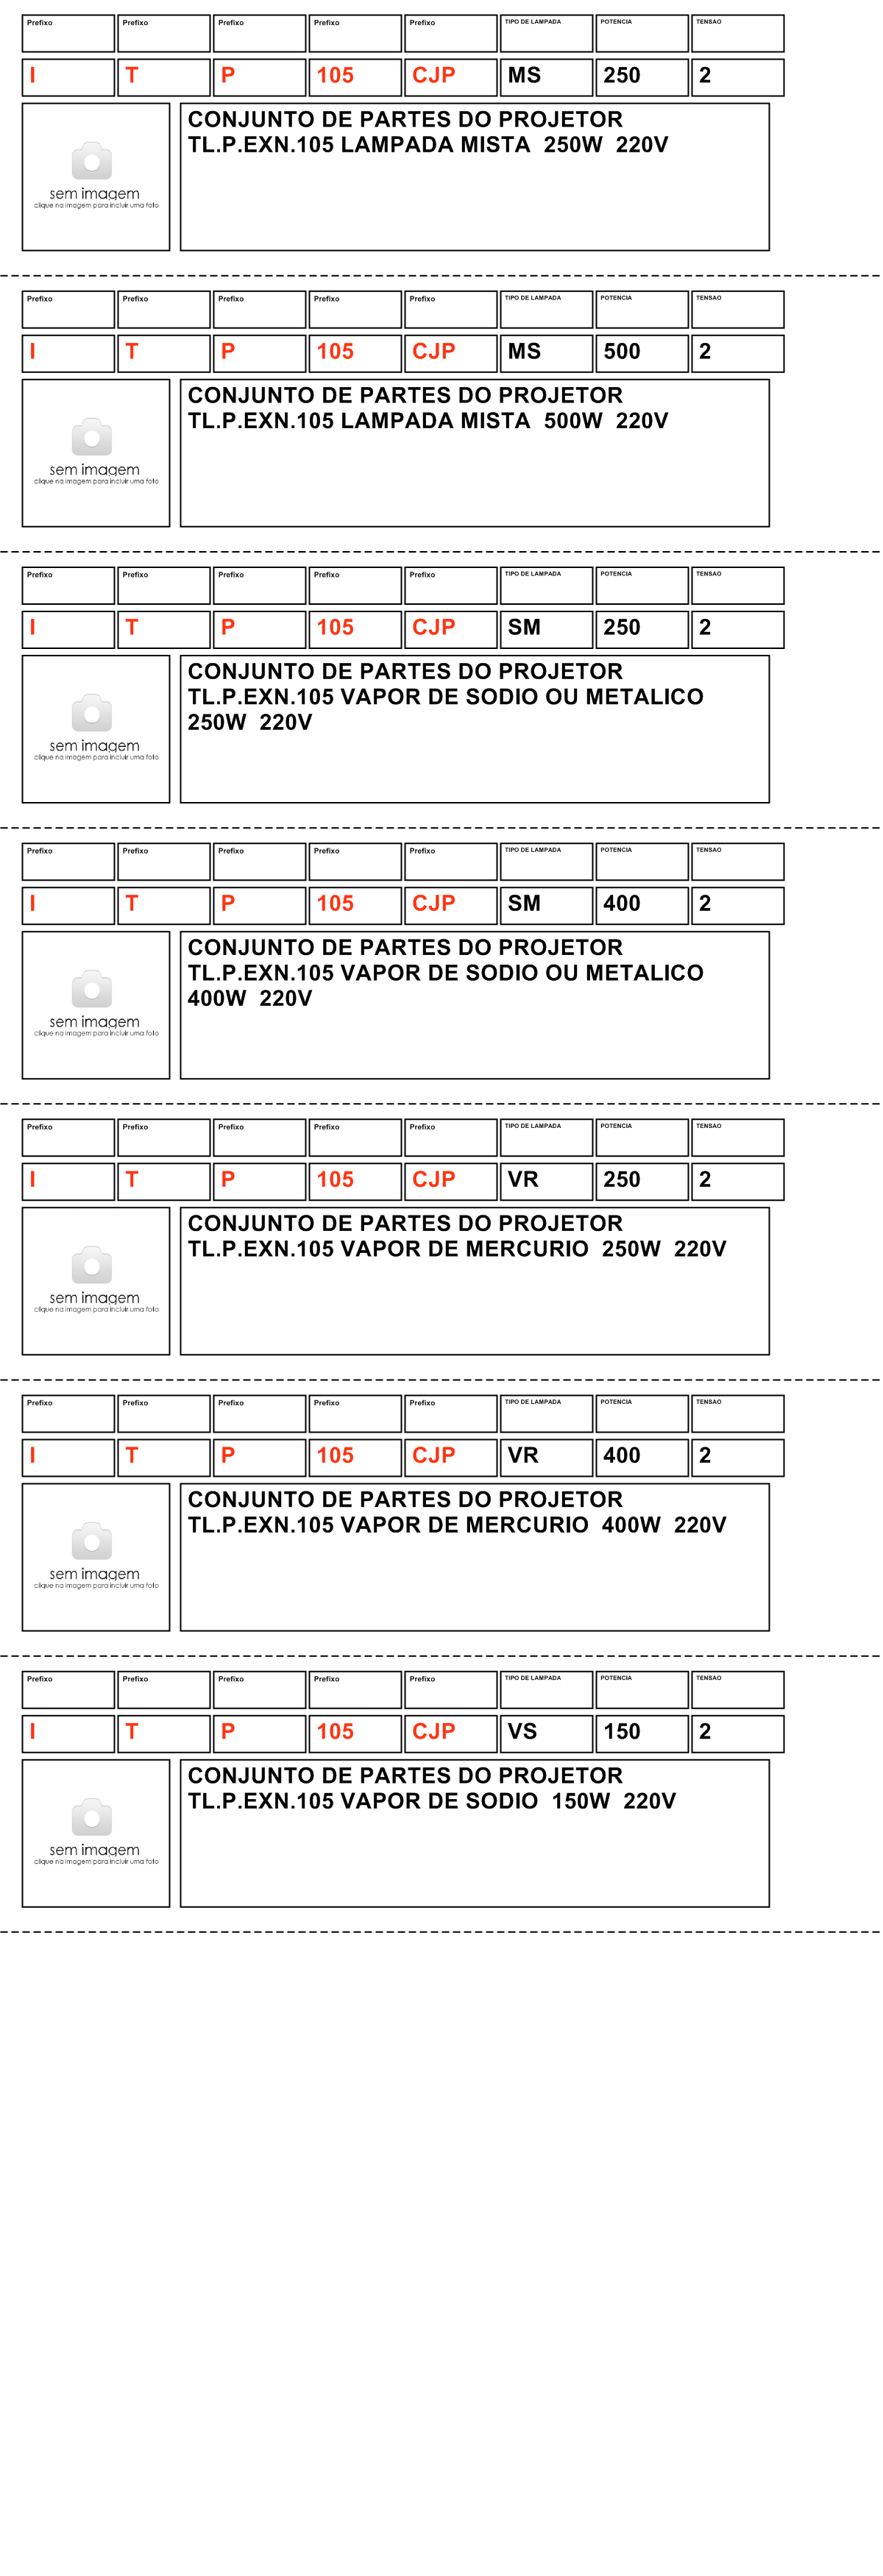 Prefixo Prefixo Prefixo Prefixo Prefixo TIPO DE LAMPADA POTENCIA TENSAO
I T P 105 CJP MS 250 2
CONJUNTO DE PARTES DO PROJETOR
TL.P.EXN.105 LAMPADA MISTA 250W 220V
sem imagem
clique na imagem para incluir uma foto
Prefixo Prefixo Prefixo Prefixo Prefixo TIPO DE LAMPADA POTENCIA TENSAO
I T P 105 CJP MS 500 2
CONJUNTO DE PARTES DO PROJETOR
TL.P.EXN.105 LAMPADA MISTA 500W 220V
sem imagem
clique na imagem para incluir uma foto
Prefixo Prefixo Prefixo Prefixo Prefixo TIPO DE LAMPADA POTENCIA TENSAO
I T P 105 CJP SM 250 2
CONJUNTO DE PARTES DO PROJETOR
TL.P.EXN.105 VAPOR DE SODIO OU METALICO
250W 220V
sem imagem
clique na imagem para incluir uma foto
Prefixo Prefixo Prefixo Prefixo Prefixo TIPO DE LAMPADA POTENCIA TENSAO
I T P 105 CJP SM 400 2
CONJUNTO DE PARTES DO PROJETOR
TL.P.EXN.105 VAPOR DE SODIO OU METALICO
400W 220V
sem imagem
clique na imagem para incluir uma foto
Prefixo Prefixo Prefixo Prefixo Prefixo TIPO DE LAMPADA POTENCIA TENSAO
I T P 105 CJP VR 250 2
CONJUNTO DE PARTES DO PROJETOR
TL.P.EXN.105 VAPOR DE MERCURIO 250W 220V
sem imagem
clique na imagem para incluir uma foto
Prefixo Prefixo Prefixo Prefixo Prefixo TIPO DE LAMPADA POTENCIA TENSAO
I T P 105 CJP VR 400 2
CONJUNTO DE PARTES DO PROJETOR
TL.P.EXN.105 VAPOR DE MERCURIO 400W 220V
sem imagem
clique na imagem para incluir uma foto
Prefixo Prefixo Prefixo Prefixo Prefixo TIPO DE LAMPADA POTENCIA TENSAO
I T P 105 CJP VS 150 2
CONJUNTO DE PARTES DO PROJETOR
TL.P.EXN.105 VAPOR DE SODIO 150W 220V
sem imagem
clique na imagem para incluir uma foto